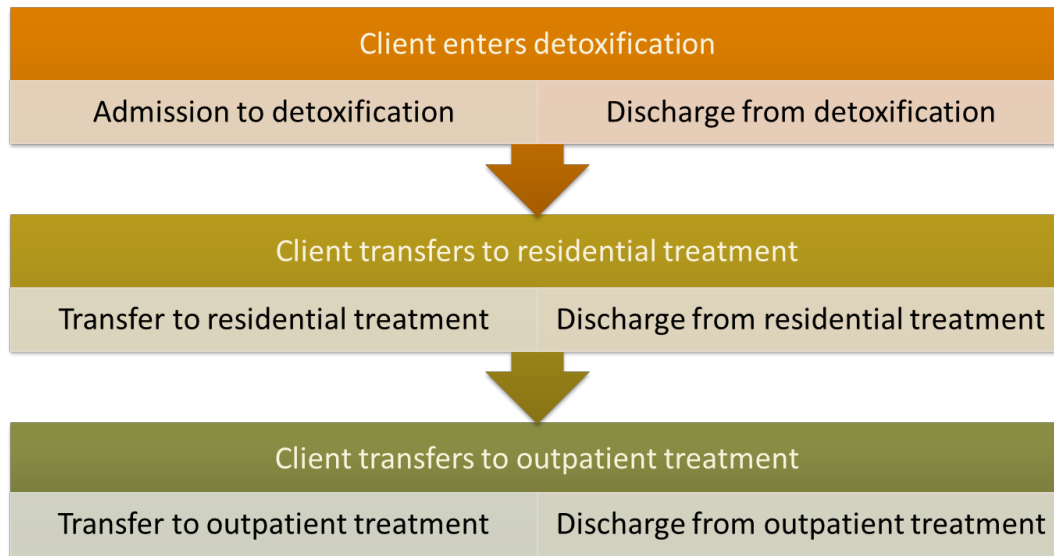 Client enters detoxification
Admission to detoxification
Discharge from detoxification
Client transfers to residential treatment
Transfer to residential treatment
Discharge from residential treatment
Client transfers to outpatient treatment
Transfer to outpatient treatment
Discharge from outpatient treatment